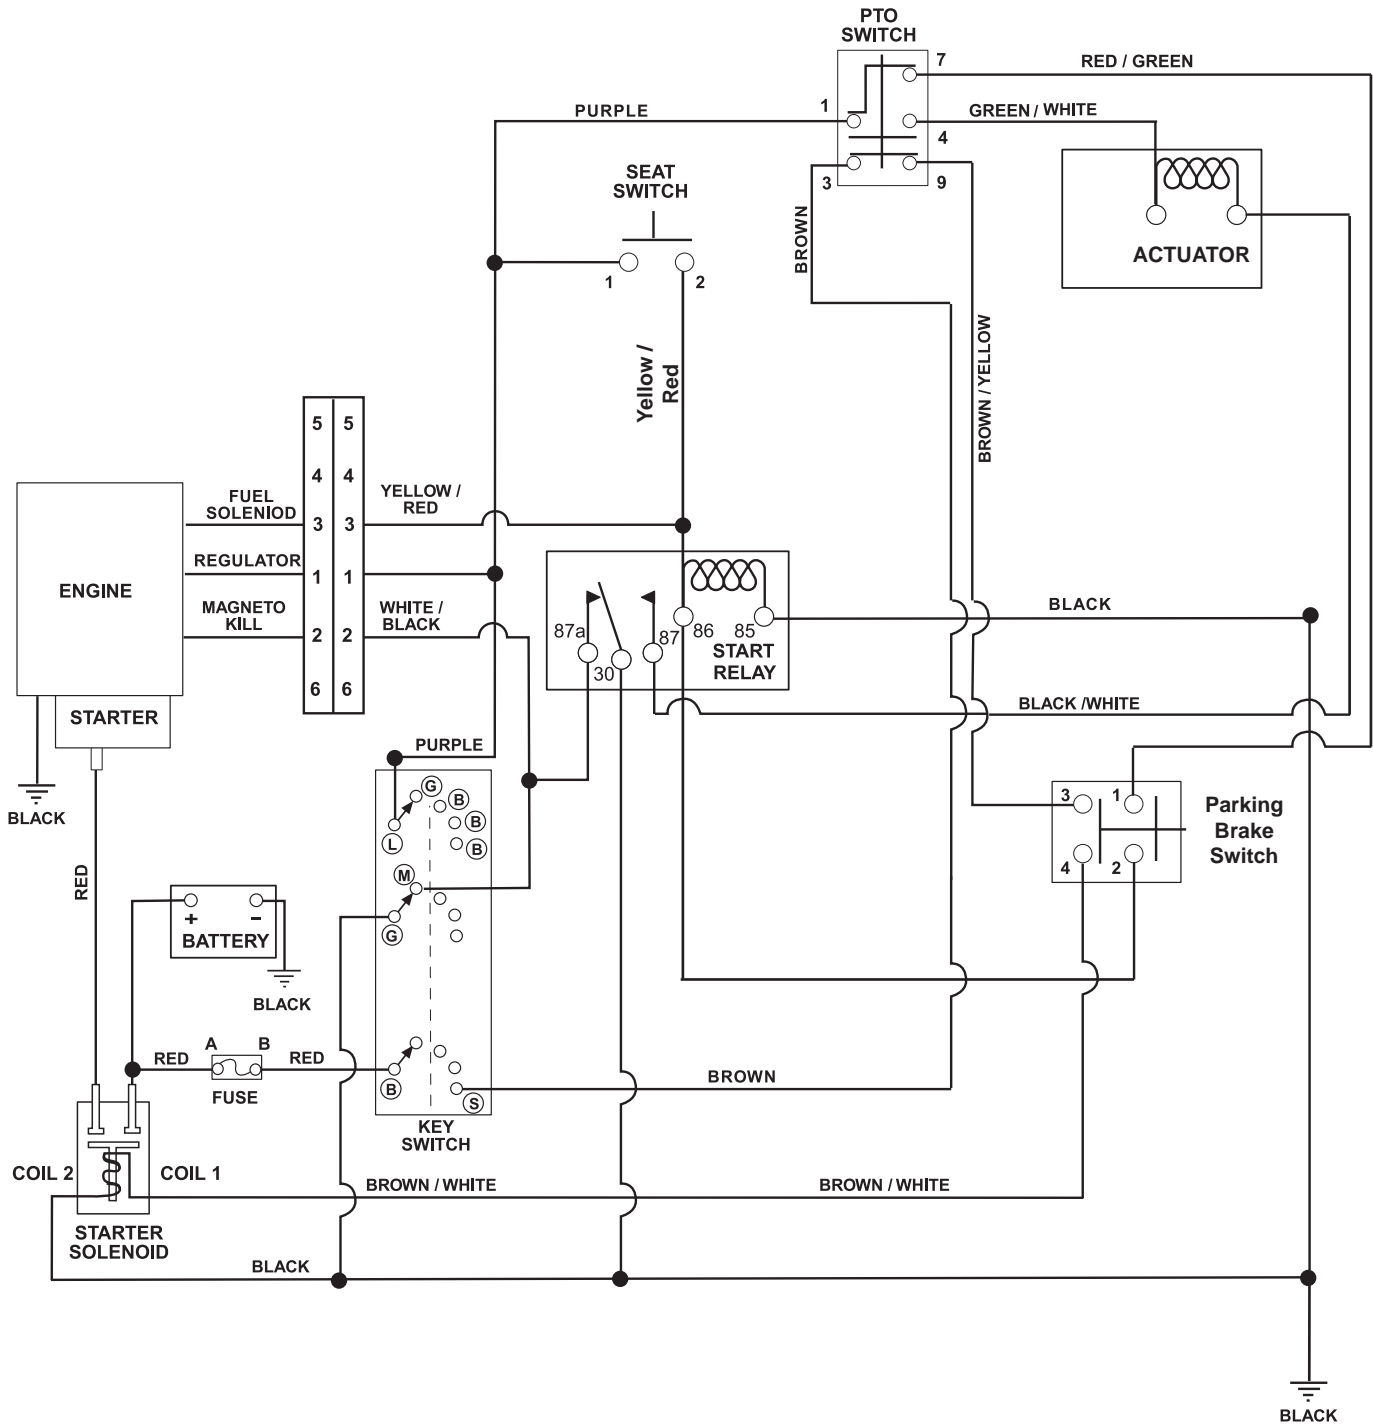 PTO
SWITCH
7
RED / GREEN
1
PURPLE
GREEN / WHITE
4
3
9
SEAT
SWITCH
BROWN
ACTUATOR
1
2
BROWN / YELLOW
Yellow /
Red
5 5
4 4
FUEL
SOLENIOD
3 3
YELLOW /
RED
REGULATOR
1 1
ENGINE
MAGNETO
KILL
2 2
WHITE /
BLACK
6 6
BLACK
87a
30
87
86
85
START
RELAY
STARTER
BLACK /WHITE
PURPLE
BLACK
RED
G
B
B
B
L
M
G
3
1
4
2
Parking
Brake
Switch
+
-
BATTERY
BLACK
RED
A
B
RED
FUSE
B
S
BROWN
KEY
SWITCH
COIL 2
COIL 1
BROWN / WHITE
BROWN / WHITE
STARTER
SOLENOID
BLACK
BLACK